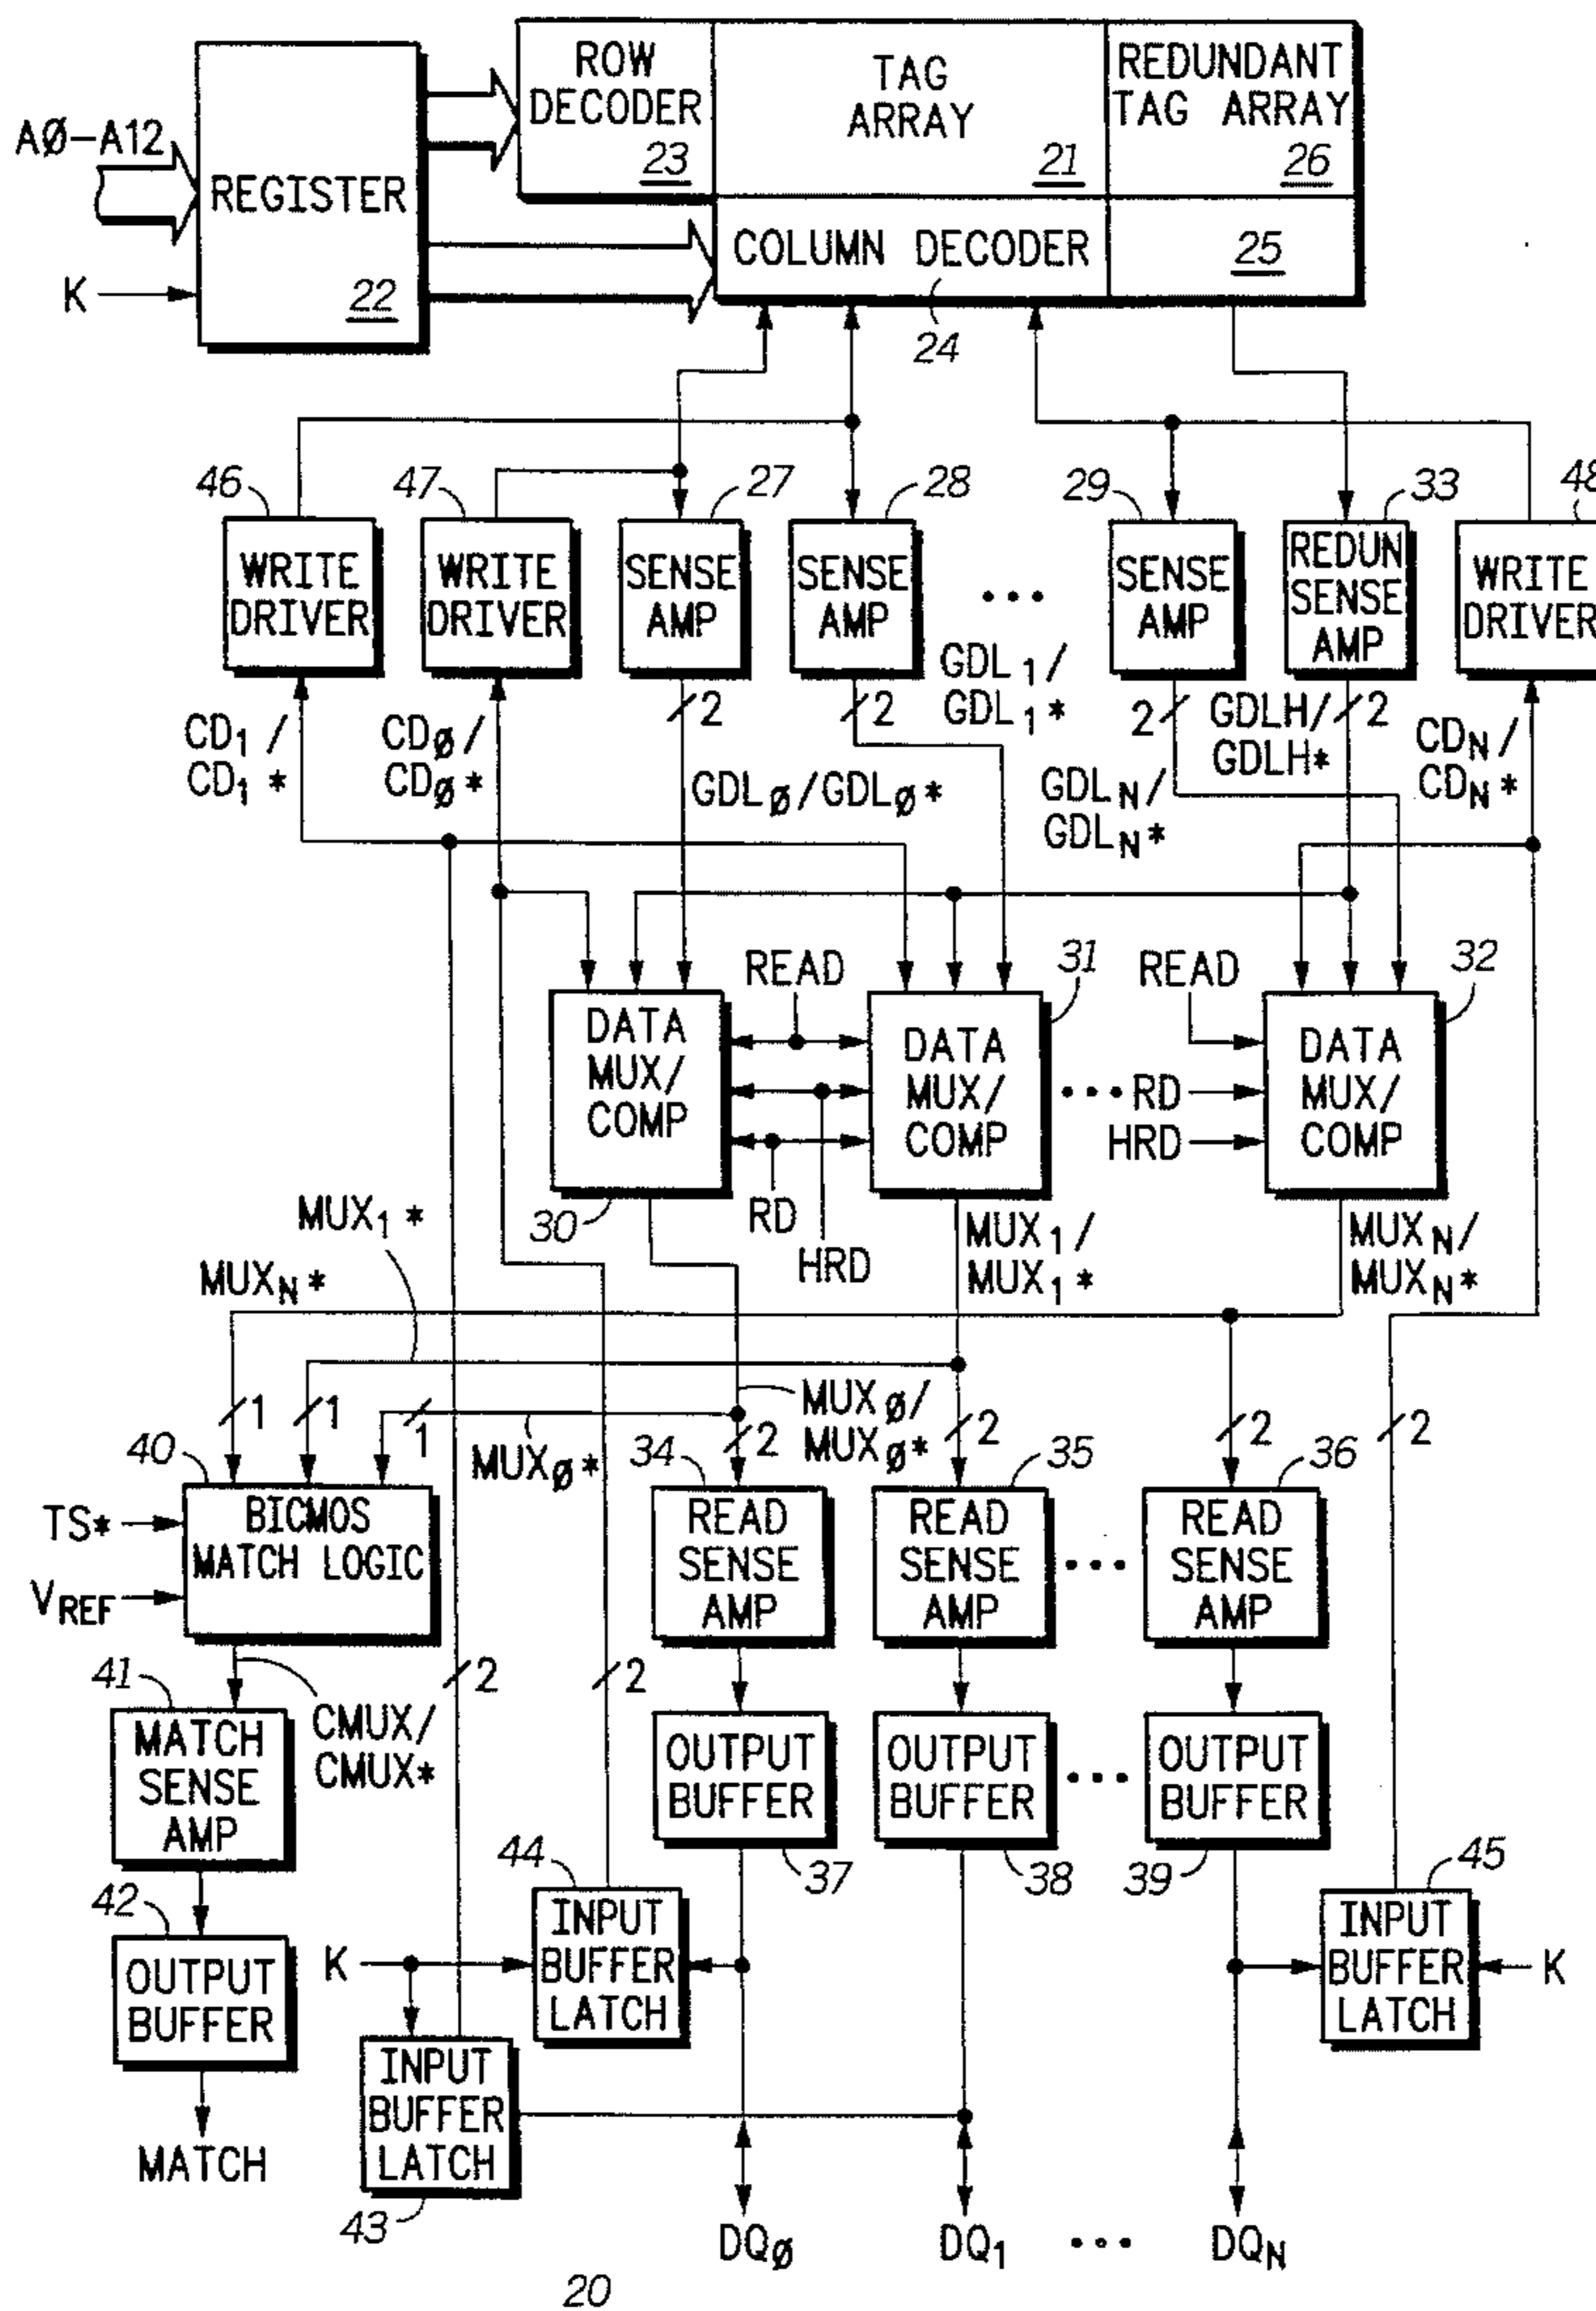 ROW
DECODER
23
TAG
ARRAY
21
REDUNDANT
TAG ARRAY
26
AØ-A12
REGISTER
22
K
COLUMN DECODER
24
25
46
47
27
28
29
33
48
WRITE
DRIVER
WRITE
DRIVER
SENSE
AMP
SENSE
AMP
...
SENSE
AMP
REDUN
SENSE
AMP
WRITE
DRIVER
CD1/
CD1*
CDØ/
CDØ*
2
GDLØ/GDLØ*
2
GDL1/
GDL1*
2
GDLN/
GDLN*
GDLH/
GDLH*
2
CDN/
CDN*
READ
31
READ
32
DATA
MUX/
COMP
30
DATA
MUX/
COMP
...
RD
HRD
DATA
MUX/
COMP
RD
HRD
MUX1*
MUXN*
MUX1/
MUX1*
MUXN/
MUXN*
1
1
1
MUXØ*
MUXØ/
MUXØ*
2
2
2
2
40
34
35
36
TS*
VREF
BICMOS
MATCH LOGIC
READ
SENSE
AMP
READ
SENSE
AMP
...
READ
SENSE
AMP
41
CMUX/
CMUX*
2
2
MATCH
SENSE
AMP
OUTPUT
BUFFER
37
OUTPUT
BUFFER
38
...
OUTPUT
BUFFER
39
42
44
45
OUTPUT
BUFFER
K
INPUT
BUFFER
LATCH
INPUT
BUFFER
LATCH
K
INPUT
BUFFER
LATCH
43
MATCH
DQØ
DQ1
...
DQN
20